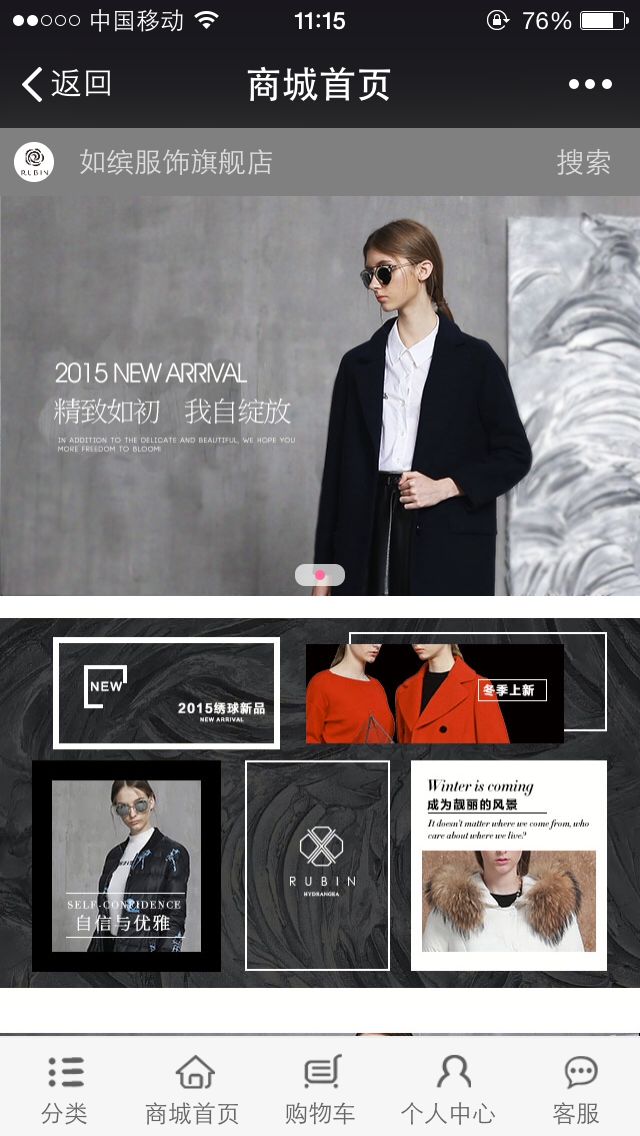 中国移动
11:15
76%
返回
商城首页
RUBIN
如缤服饰旗舰店
搜索
2015 NEW ARRIVAL
精致如初 我自绽放
IN ADDITION TO THE DELICATE AND BEAUTIFUL, WE HOPE YOU
MORE FREEDOM TO BLOOM!
NEW
2015绣球新品
NEW ARRIVAL
冬季上新
SELF-CONFIDENCE
自信与优雅
RUBIN
HYDRANGEA
Winter is coming
成为靓丽的风景
It doesn't matter where we come from, who
care about where we live?
分类
商城首页
购物车
个人中心
客服